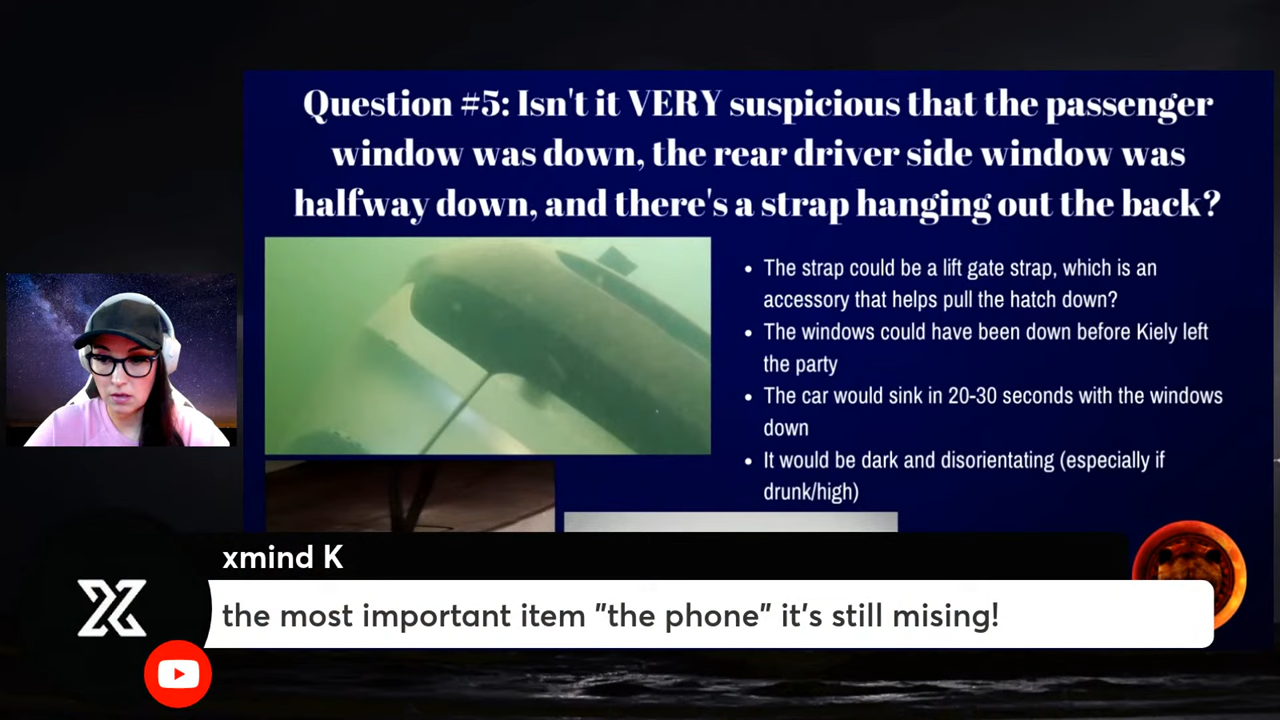 Question #5: Isn't it VERY suspicious that the passenger
window was down, the rear driver side window was
halfway down, and there's a strap hanging out the back?
• The strap could be a lift gate strap, which is an
accessory that helps pull the hatch down?
• The windows could have been down before Kiely left
the party
• The car would sink in 20-30 seconds with the windows
down
• It would be dark and disorientating (especially if
drunk/high)
xmind K
the most important item "the phone" it's still mising!